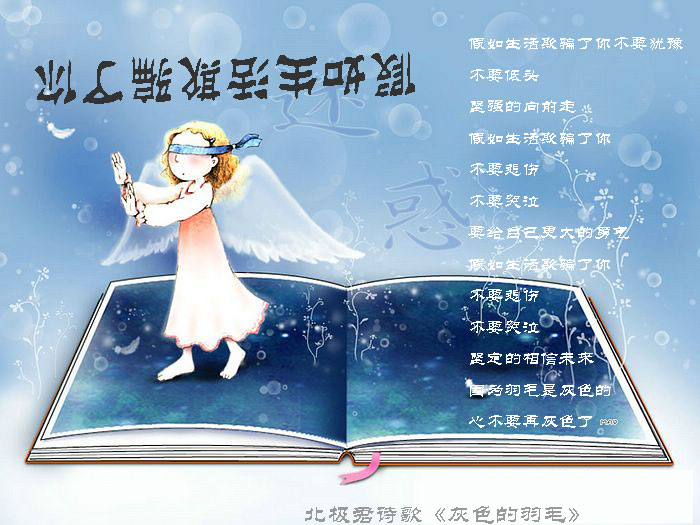 假如生活欺骗了你
迷
惑
假如生活欺骗了你不要犹豫
不要低头
坚强的向前走
假如生活欺骗了你
不要悲伤
不要哭泣
要给自己更大的勇气
假如生活欺骗了你
不要悲伤
不要哭泣
坚定的相信未来
因为羽毛是灰色的
心不要再灰色了
MAD
北极君诗歌《灰色的羽毛》